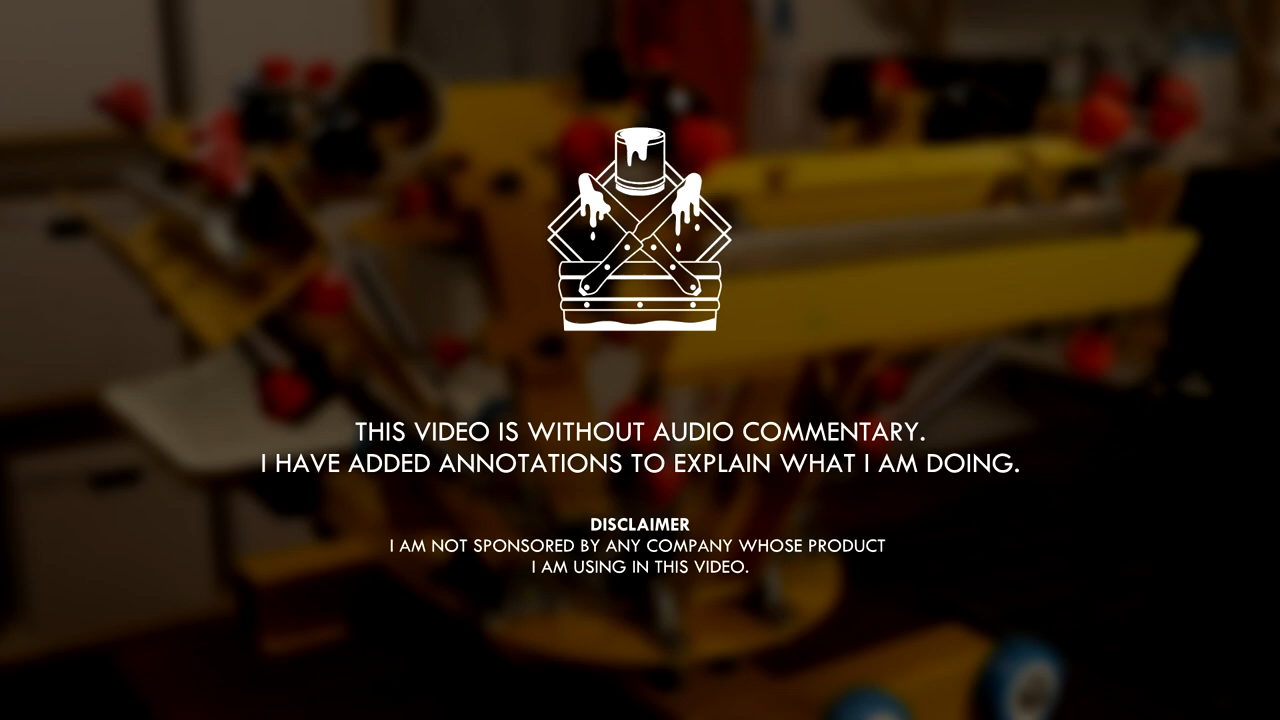 THIS VIDEO IS WITHOUT AUDIO COMMENTARY.
I HAVE ADDED ANNOTATIONS TO EXPLAIN WHAT I AM DOING.
DISCLAIMER
I AM NOT SPONSORED BY ANY COMPANY WHOSE PRODUCT
I AM USING IN THIS VIDEO.